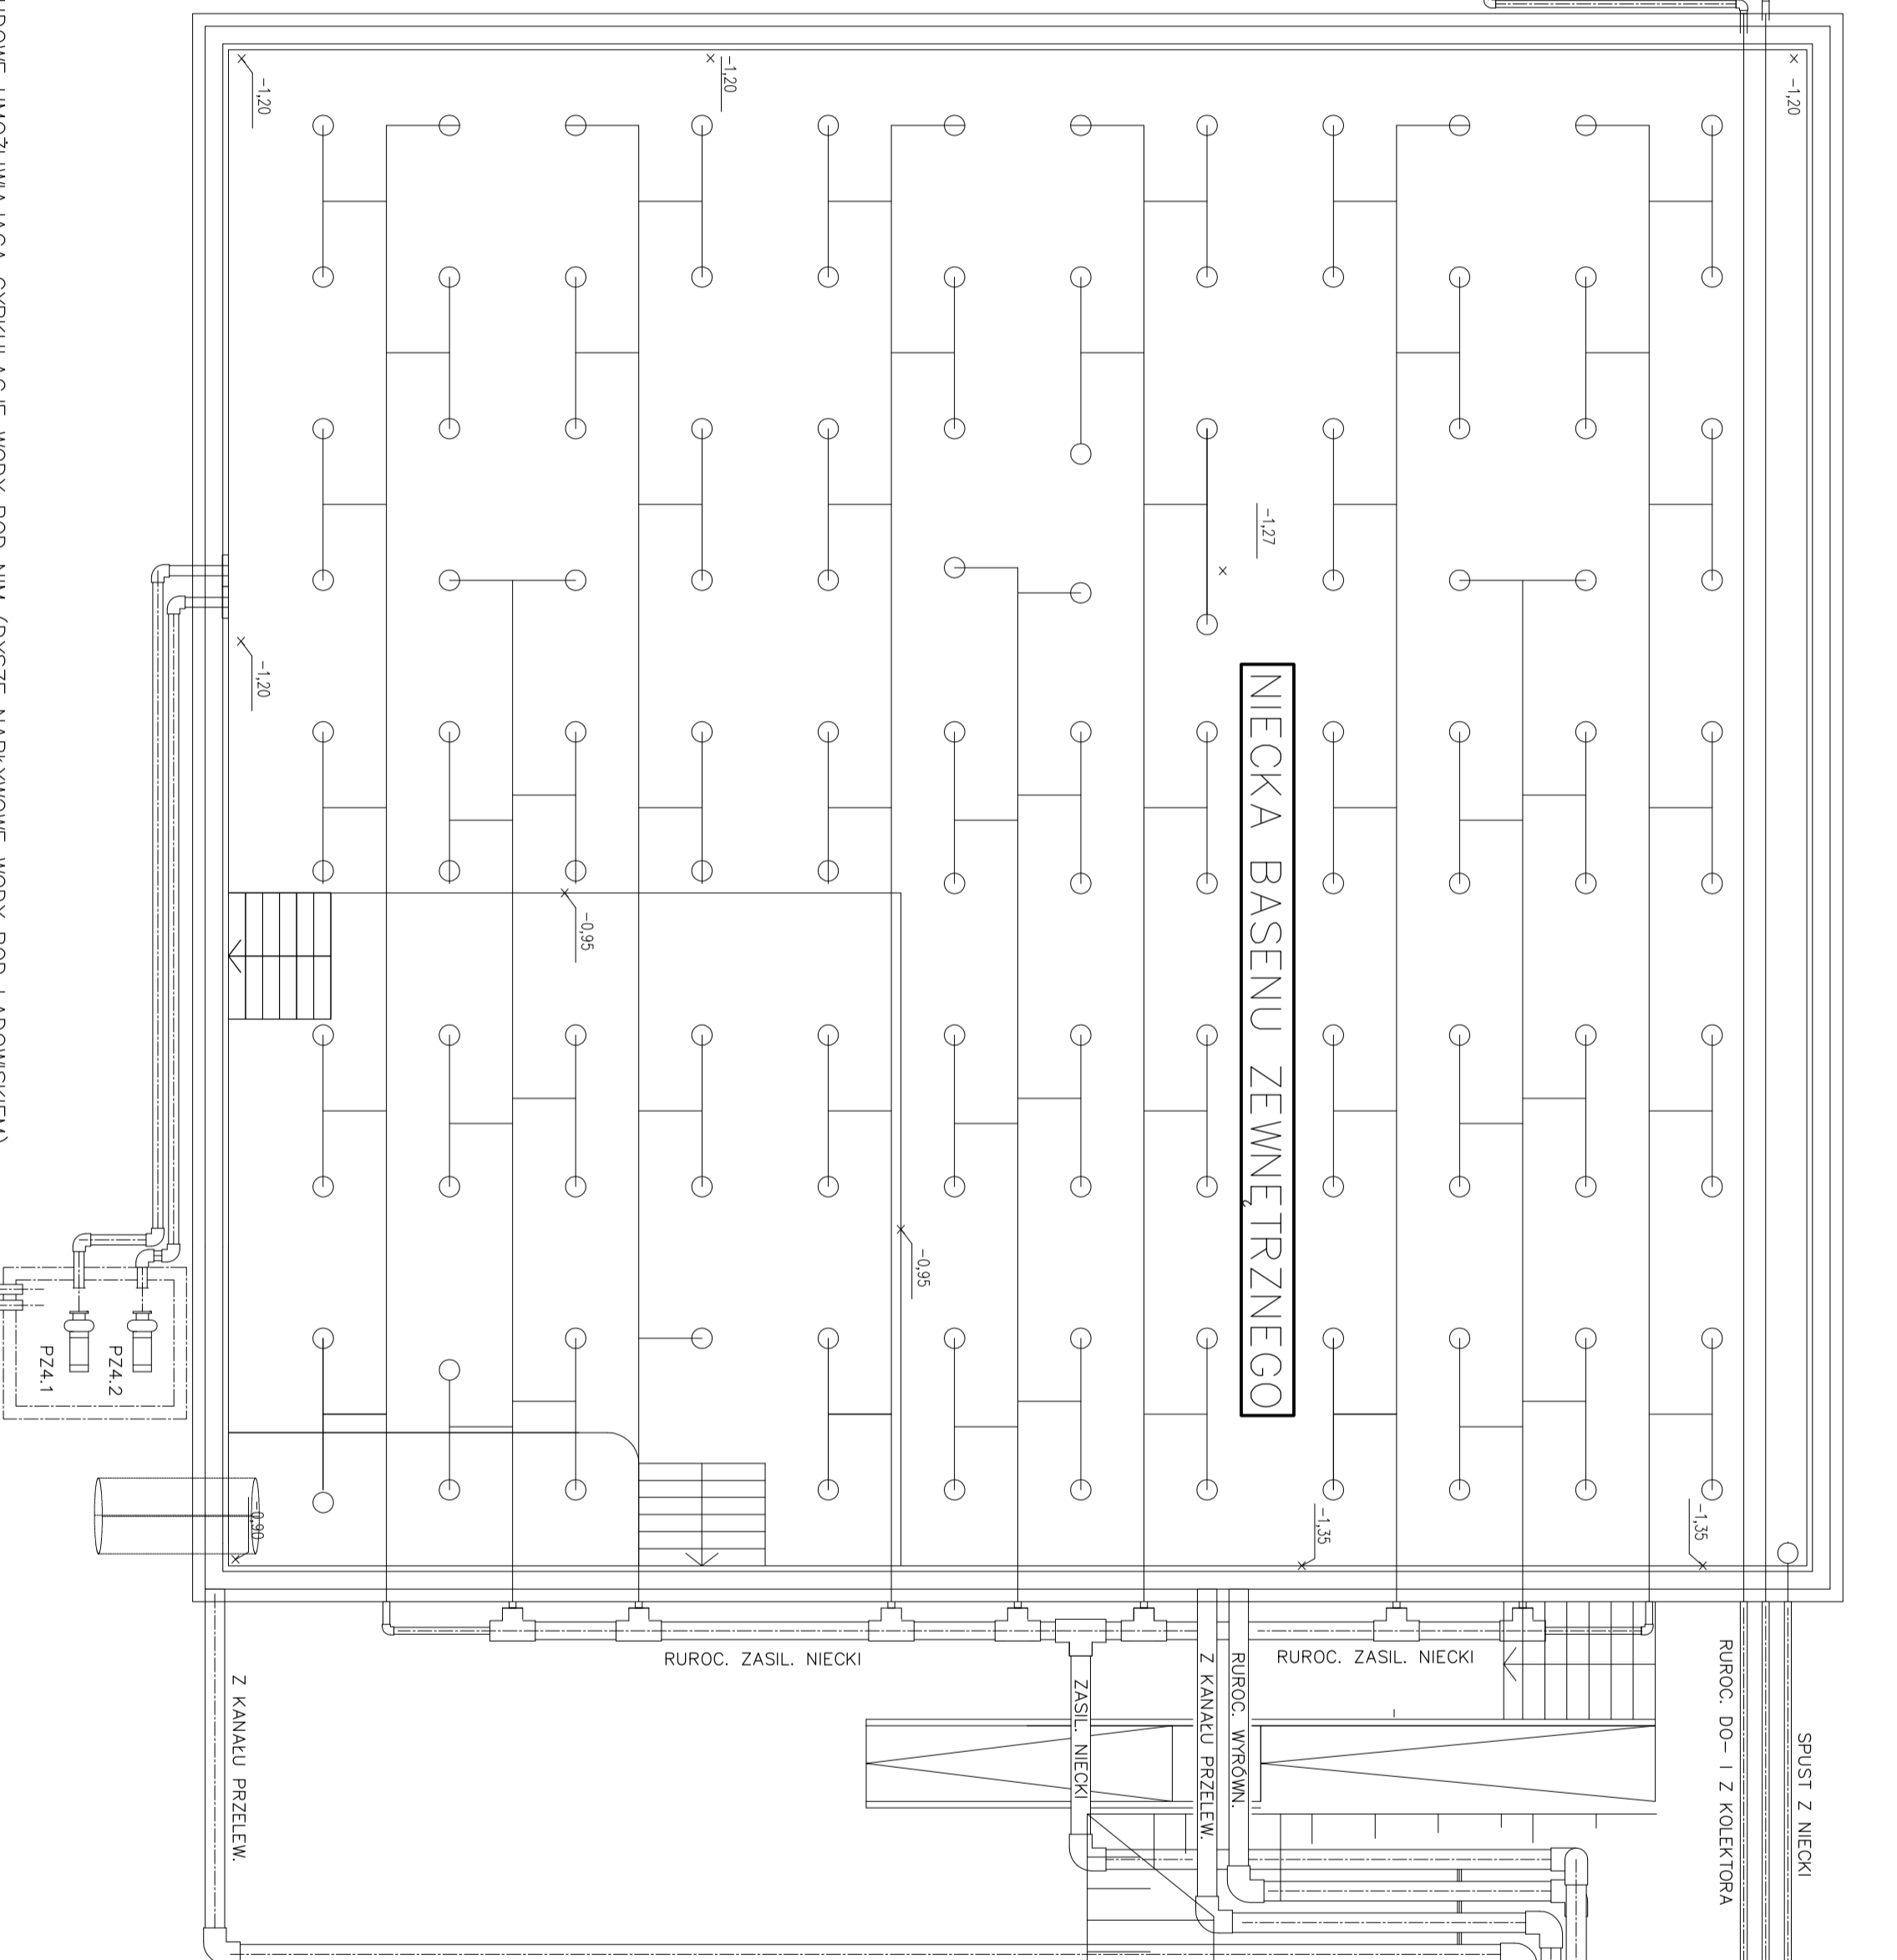 -1,20
-1,20
-1,20
-1,27
-1,20
NIECKA BASENU ZEWNĘTRZNEGO
-0,95
-0,95
PZ4.1
PZ4.2
-0,90
-1,35
-1,35
RUROC. ZASIL. NIECKI
RUROC. ZASIL. NIECKI
Z KANAŁU PRZELEW.
ZASIL. NIECKI
Z KANAŁU PRZELEW.
RUROC. WYRÓWN.
RUROC. DO- I Z KOLEKTORA
SPUST Z NIECKI